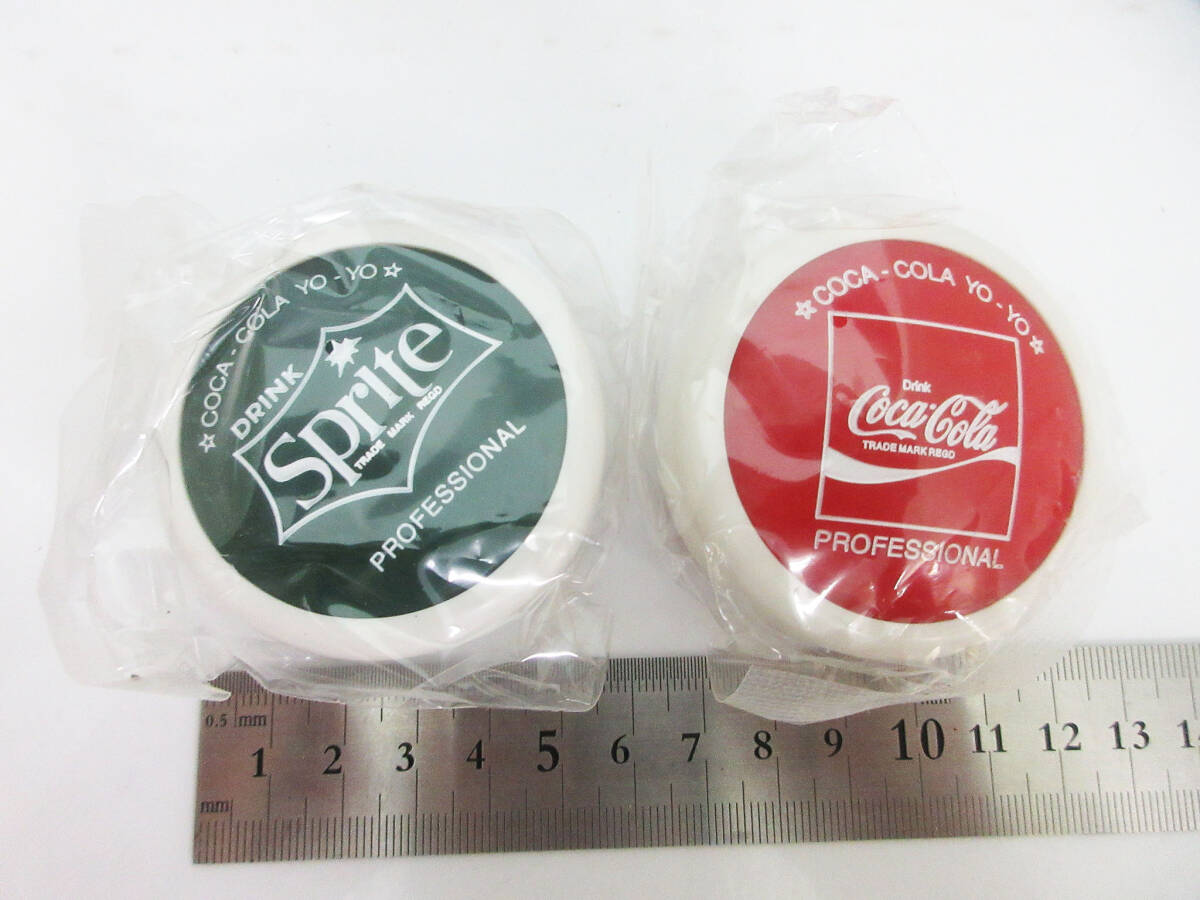 ☆ COCA - COLA YO - YO ☆
DRINK
Sprite
TRADE MARK REGD
PROFESSIONAL
☆ COCA - COLA YO - YO ☆
Drink
Coca-Cola
TRADE MARK REGD
PROFESSIONAL
0.5 mm
mm
1 2 3 4 5 6 7 8 9 10 11 12 13
mm